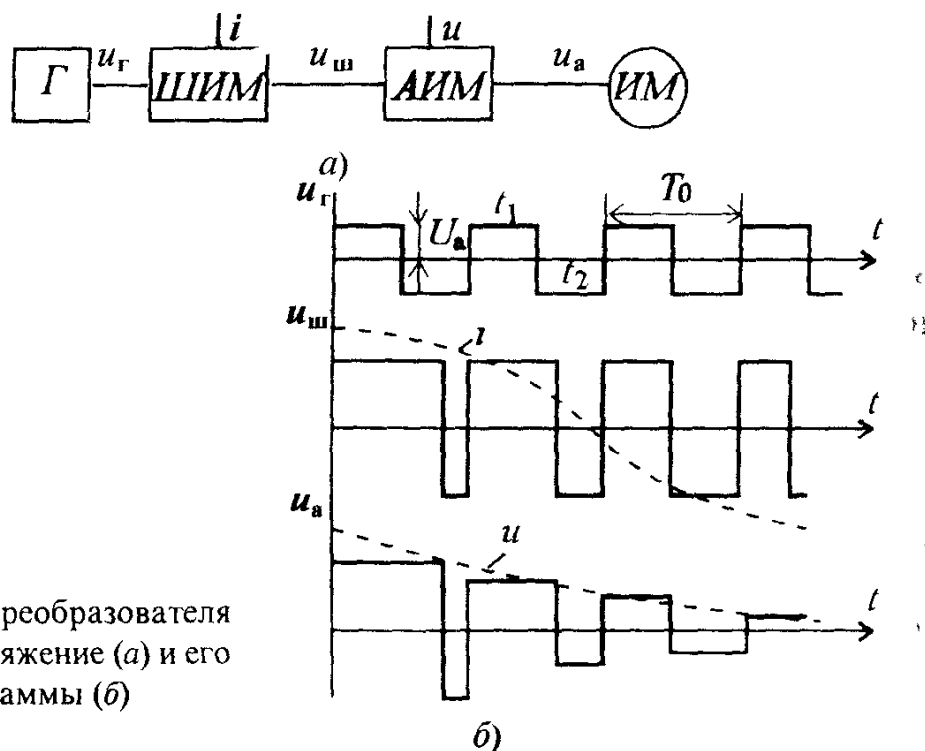 i u
u_г u_ш u_а
Г ШИМ АИМ ИМ
а)
u_г t_1 T_0 t
U_а
t_2
u_ш
i
t
u_а
u
t
реобразователя
яжение (а) и его
аммы (б)
б)